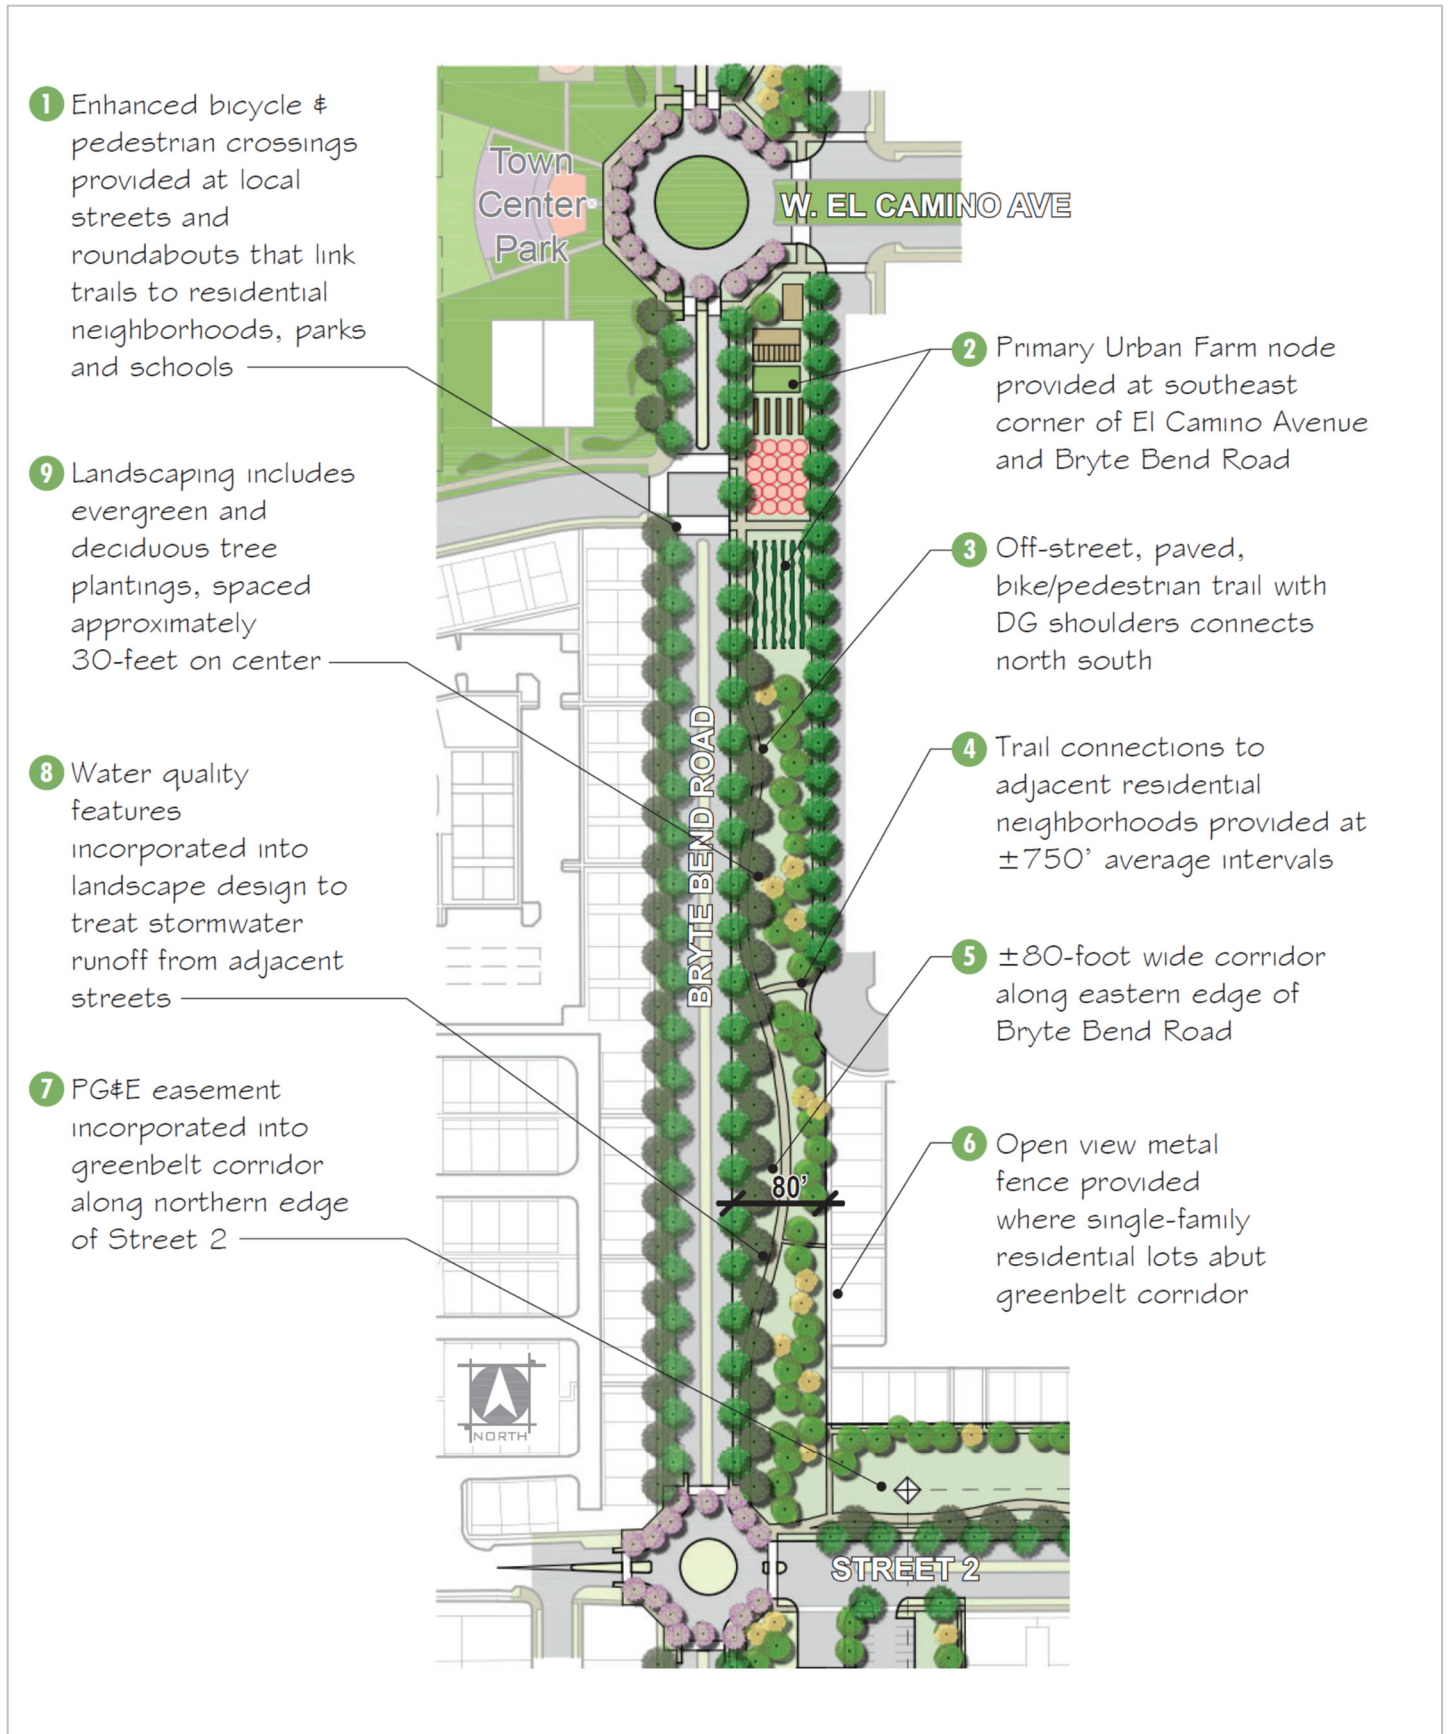 1 Enhanced bicycle &
pedestrian crossings
provided at local
streets and
roundabouts that link
trails to residential
neighborhoods, parks
and schools
9 Landscaping includes
evergreen and
deciduous tree
plantings, spaced
approximately
30-feet on center
8 Water quality
features
incorporated into
landscape design to
treat stormwater
runoff from adjacent
streets
7 PG&E easement
incorporated into
greenbelt corridor
along northern edge
of Street 2
Town
Center
Park
W. EL CAMINO AVE
BRYTE BEND ROAD
80'
NORTH
STREET 2
2 Primary Urban Farm node
provided at southeast
corner of El Camino Avenue
and Bryte Bend Road
3 Off-street, paved,
bike/pedestrian trail with
DG shoulders connects
north south
4 Trail connections to
adjacent residential
neighborhoods provided at
±750' average intervals
5 ±80-foot wide corridor
along eastern edge of
Bryte Bend Road
6 Open view metal
fence provided
where single-family
residential lots abut
greenbelt corridor